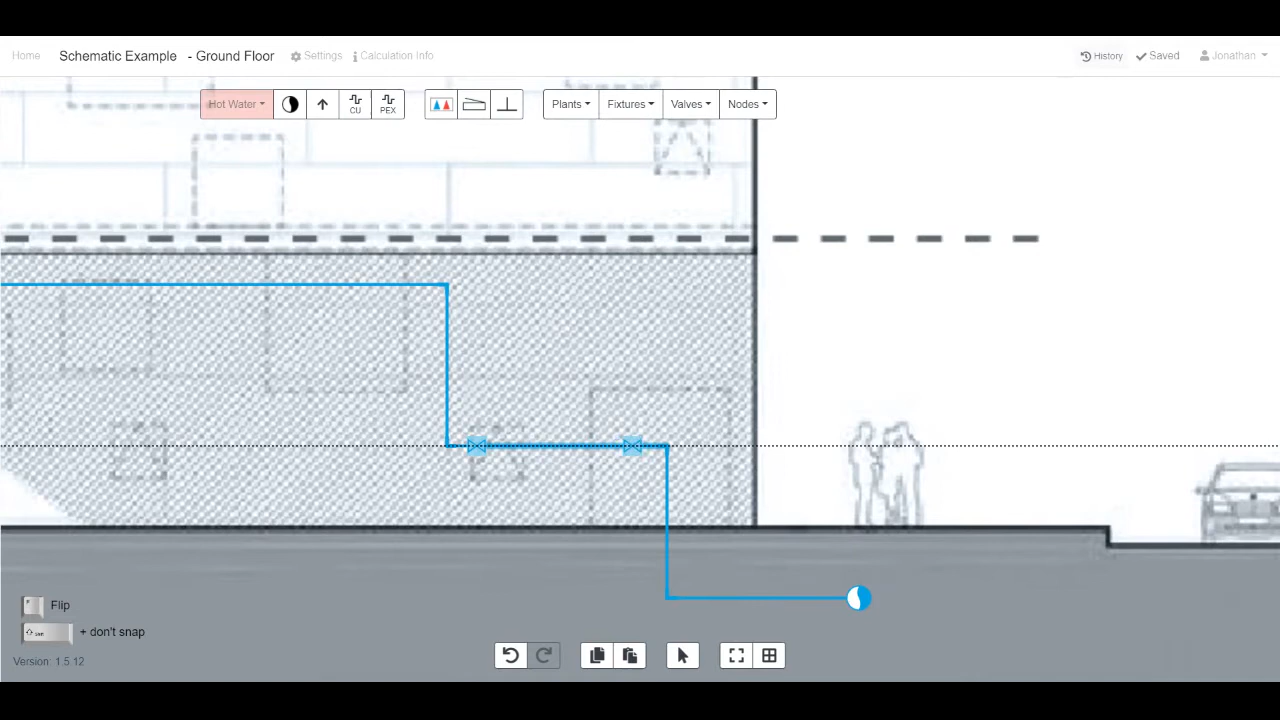 Home Schematic Example - Ground Floor Settings Calculation Info History Saved Jonathan
Hot Water CU PEX Plants Fixtures Valves Nodes
Flip
+ don't snap
Version: 1.5.12